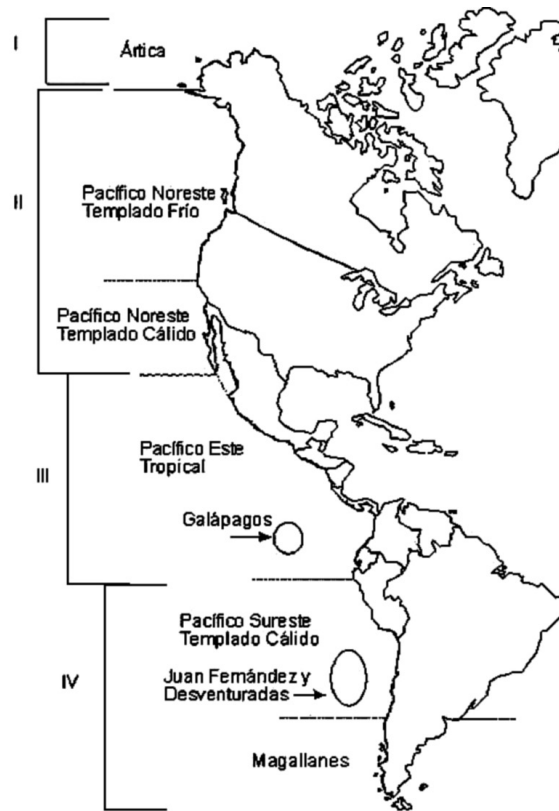 I
Ártica
II
Pacífico Noreste
Templado Frío
Pacífico Noreste
Templado Cálido
III
Pacífico Este
Tropical
Galápagos
Pacífico Sureste
Templado Cálido
IV
Juan Fernández y
Desventuradas
Magallanes